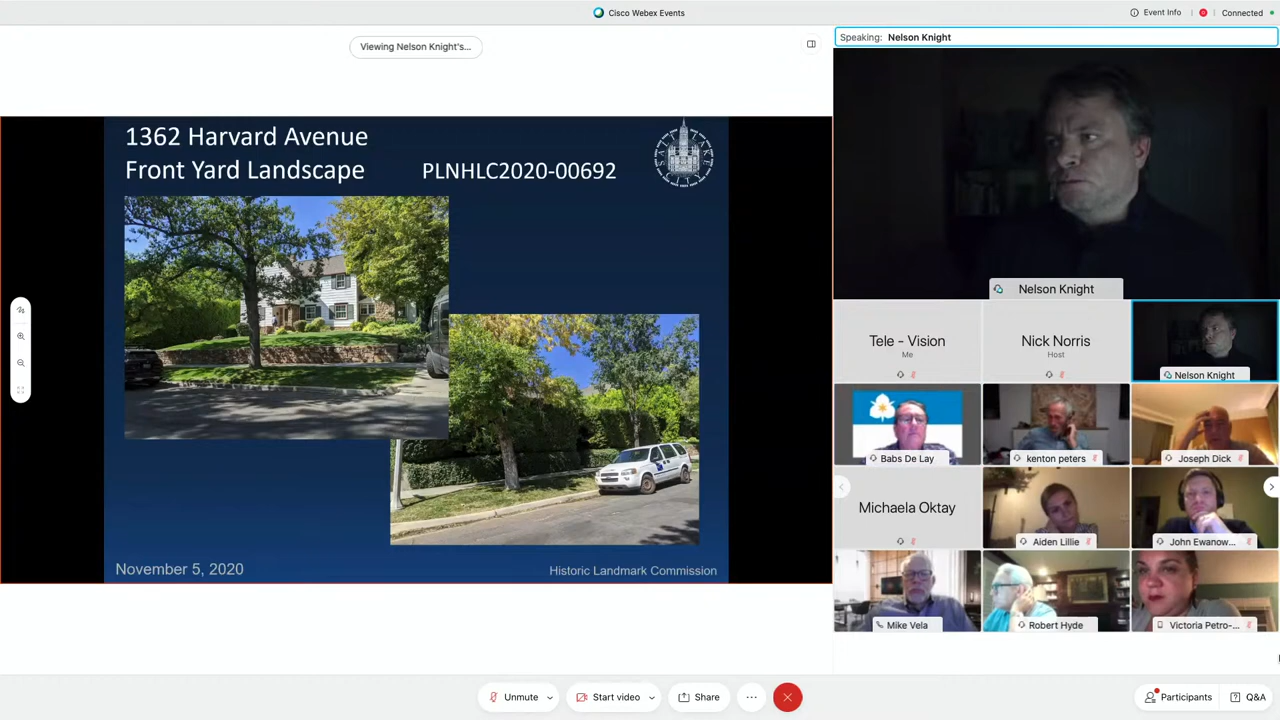 Cisco Webex Events
Event Info
Connected
Viewing Nelson Knight's...
Speaking: Nelson Knight
1362 Harvard Avenue
Front Yard Landscape
PLNHLC2020-00692
SALT LAKE CITY
November 5, 2020
Historic Landmark Commission
Nelson Knight
Tele - Vision
Me
Nick Norris
Host
Nelson Knight
Babs De Lay
kenton peters
Joseph Dick
Michaela Oktay
Aiden Lillie
John Ewanow...
Mike Vela
Robert Hyde
Victoria Petro-...
Unmute
Start video
Share
Participants
Q&A